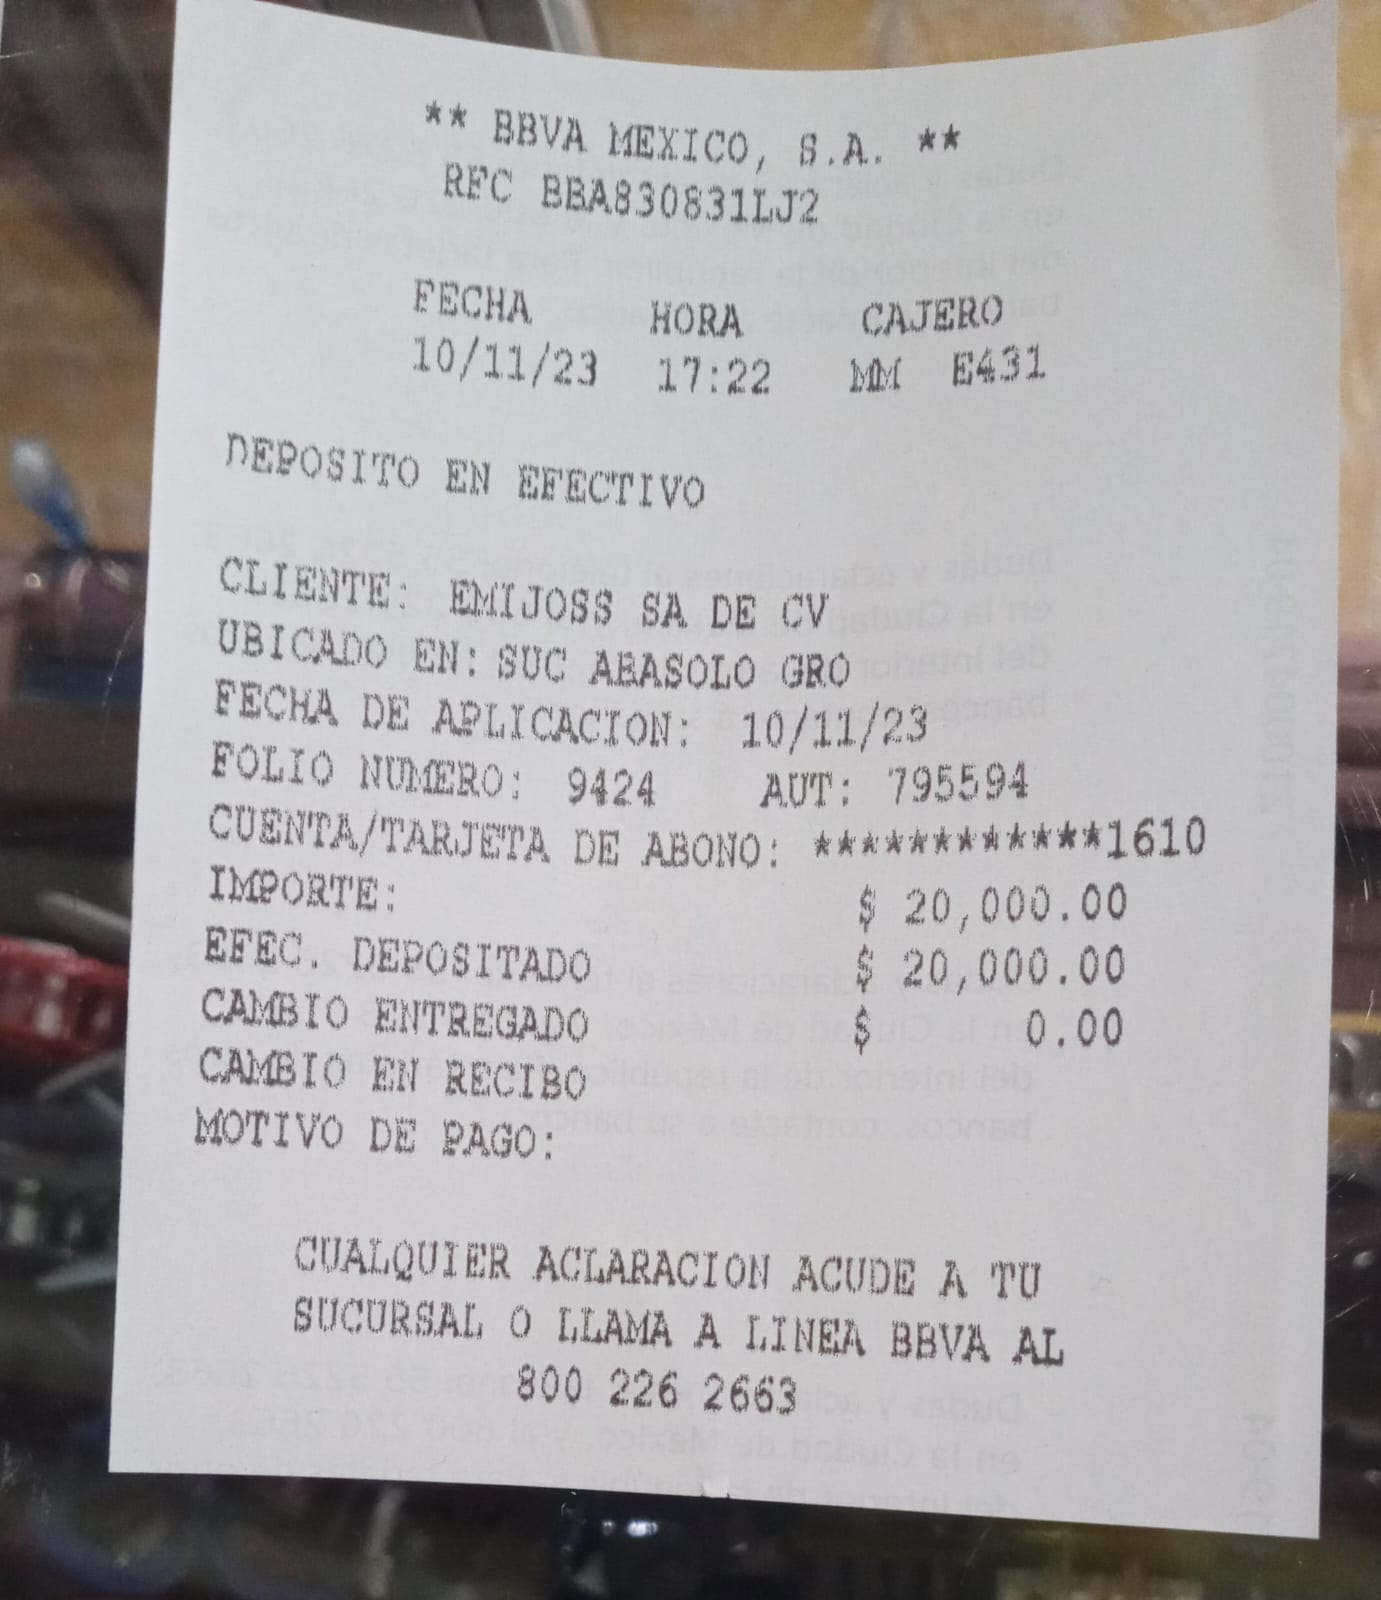 ** BBVA MEXICO, S.A. **
RFC BBA830831LJ2
FECHA HORA CAJERO
10/11/23 17:22 MM E431
DEPOSITO EN EFECTIVO
CLIENTE: EMIJOSS SA DE CV
UBICADO EN: SUC ABASOLO GRO
FECHA DE APLICACION: 10/11/23
FOLIO NUMERO: 9424 AUT: 795594
CUENTA/TARJETA DE ABONO: ************1610
IMPORTE: $ 20,000.00
EFEC. DEPOSITADO $ 20,000.00
CAMBIO ENTREGADO $ 0.00
CAMBIO EN RECIBO
MOTIVO DE PAGO:
CUALQUIER ACLARACION ACUDE A TU
SUCURSAL O LLAMA A LINEA BBVA AL
800 226 2663